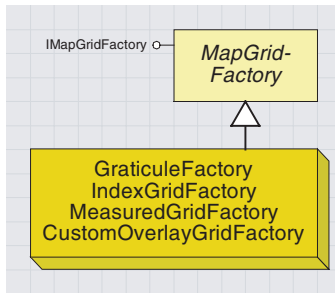 IMapGridFactory
MapGrid-
Factory
GraticuleFactory
IndexGridFactory
MeasuredGridFactory
CustomOverlayGridFactory